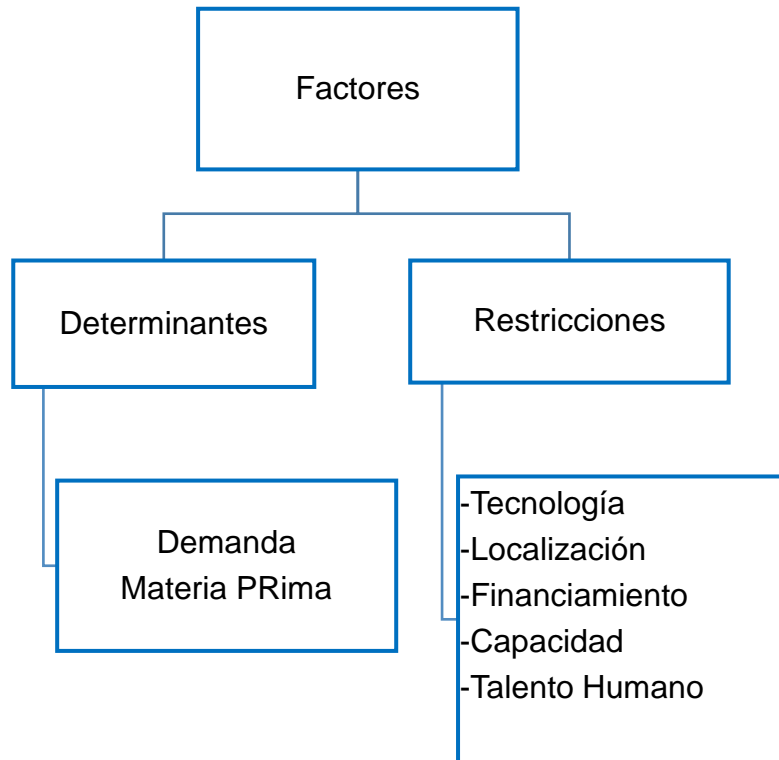 Factores
Determinantes
Restricciones
Demanda
Materia PRima
-Tecnología
-Localización
-Financiamiento
-Capacidad
-Talento Humano